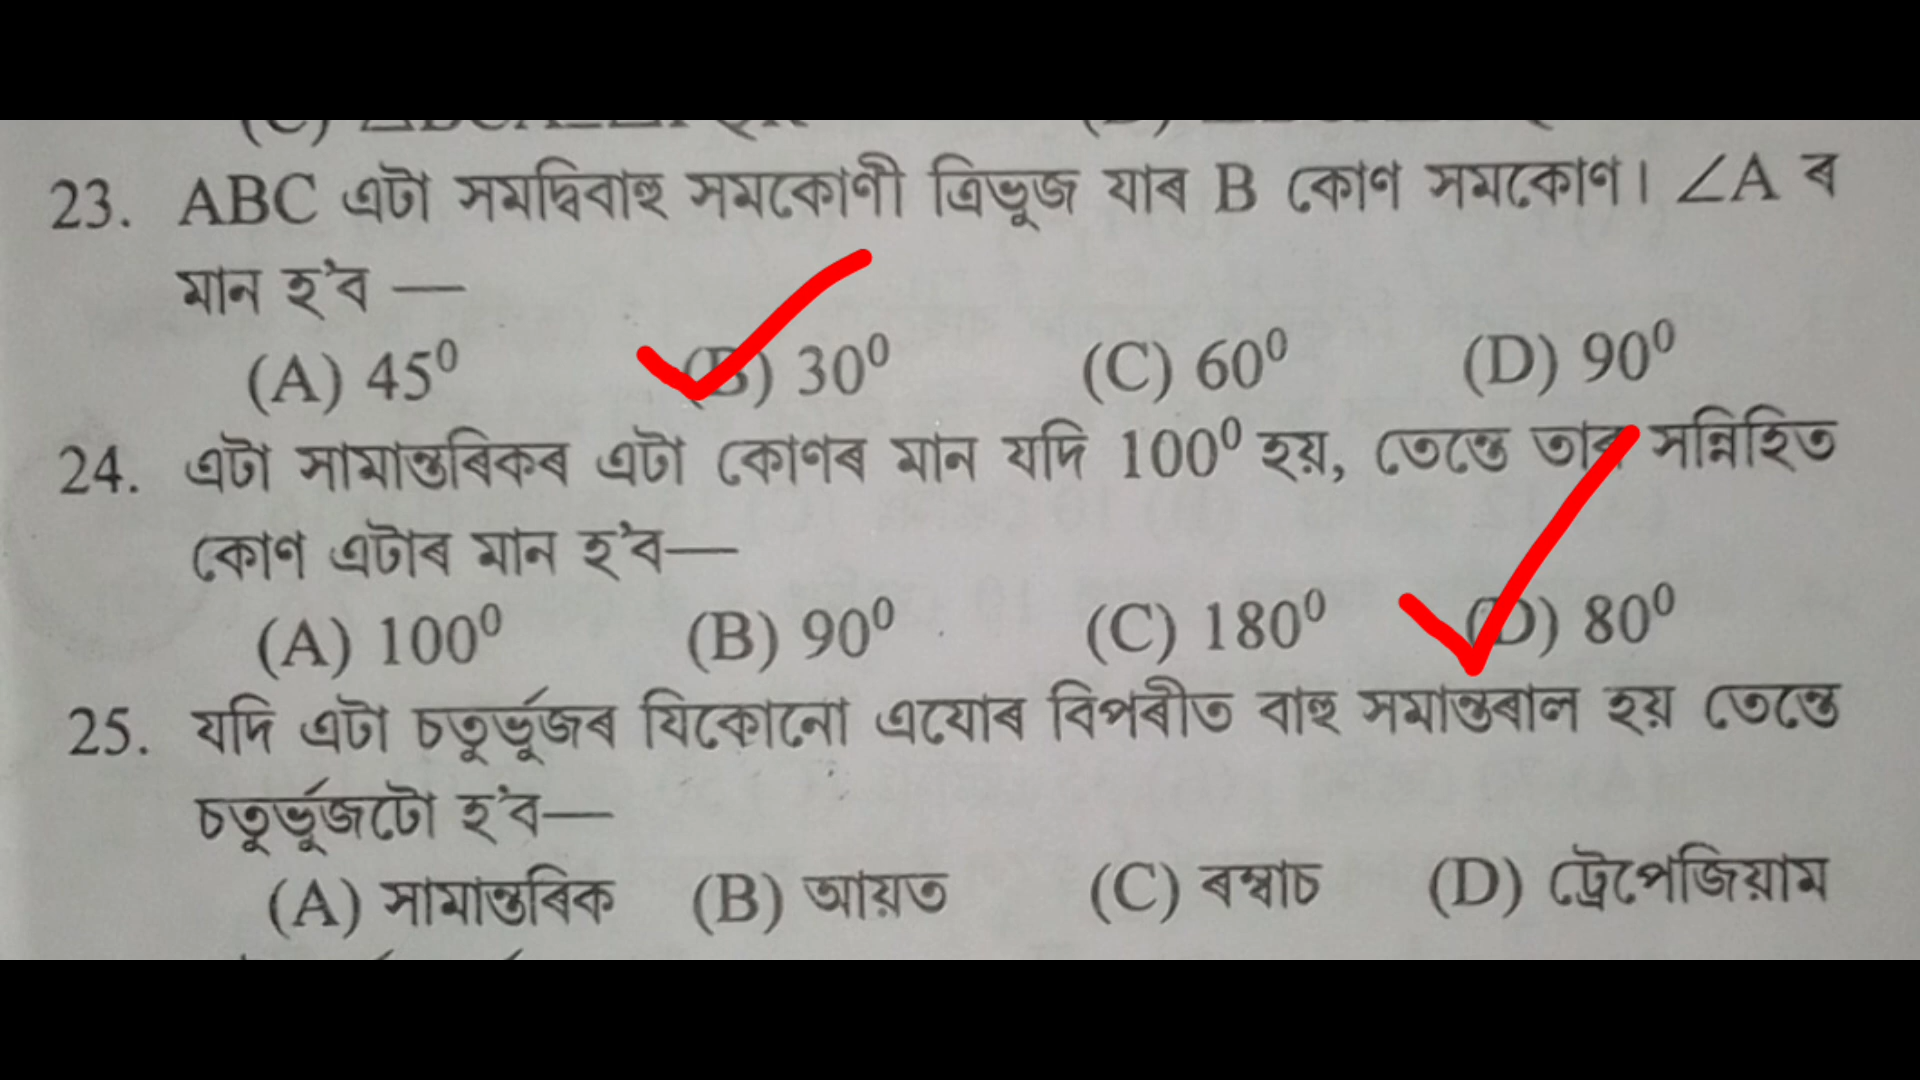 23. ABC এটা সমদ্বিবাহু সমকোণী ত্ৰিভুজ যাৰ B কোণ সমকোণ। ∠A ৰ
মান হ'ব —
(A) 45⁰ (B) 30⁰ (C) 60⁰ (D) 90⁰
24. এটা সামান্তৰিকৰ এটা কোণৰ মান যদি 100⁰ হয়, তেন্তে তাৰ সন্নিহিত
কোণ এটাৰ মান হ'ব—
(A) 100⁰ (B) 90⁰ (C) 180⁰ (D) 80⁰
25. যদি এটা চতুৰ্ভুজৰ যিকোনো এযোৰ বিপৰীত বাহু সমান্তৰাল হয় তেন্তে
চতুৰ্ভুজটো হ'ব—
(A) সামান্তৰিক (B) আয়ত (C) ৰম্বাচ (D) ট্ৰেপেজিয়াম